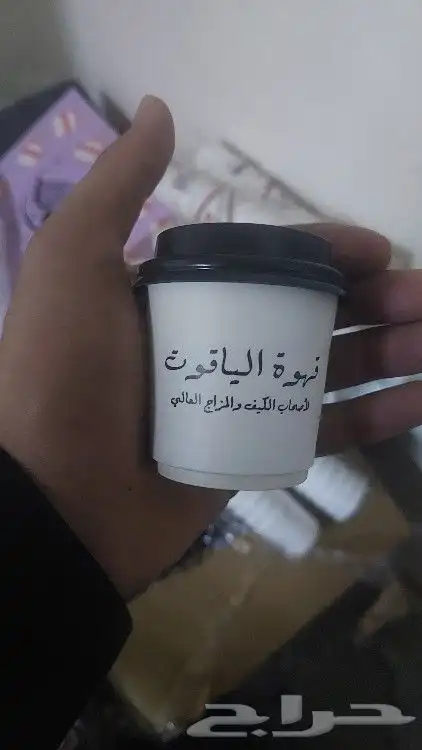 قهوة الياقوت
لأصحاب الكيف والمزاج العالي
حراج